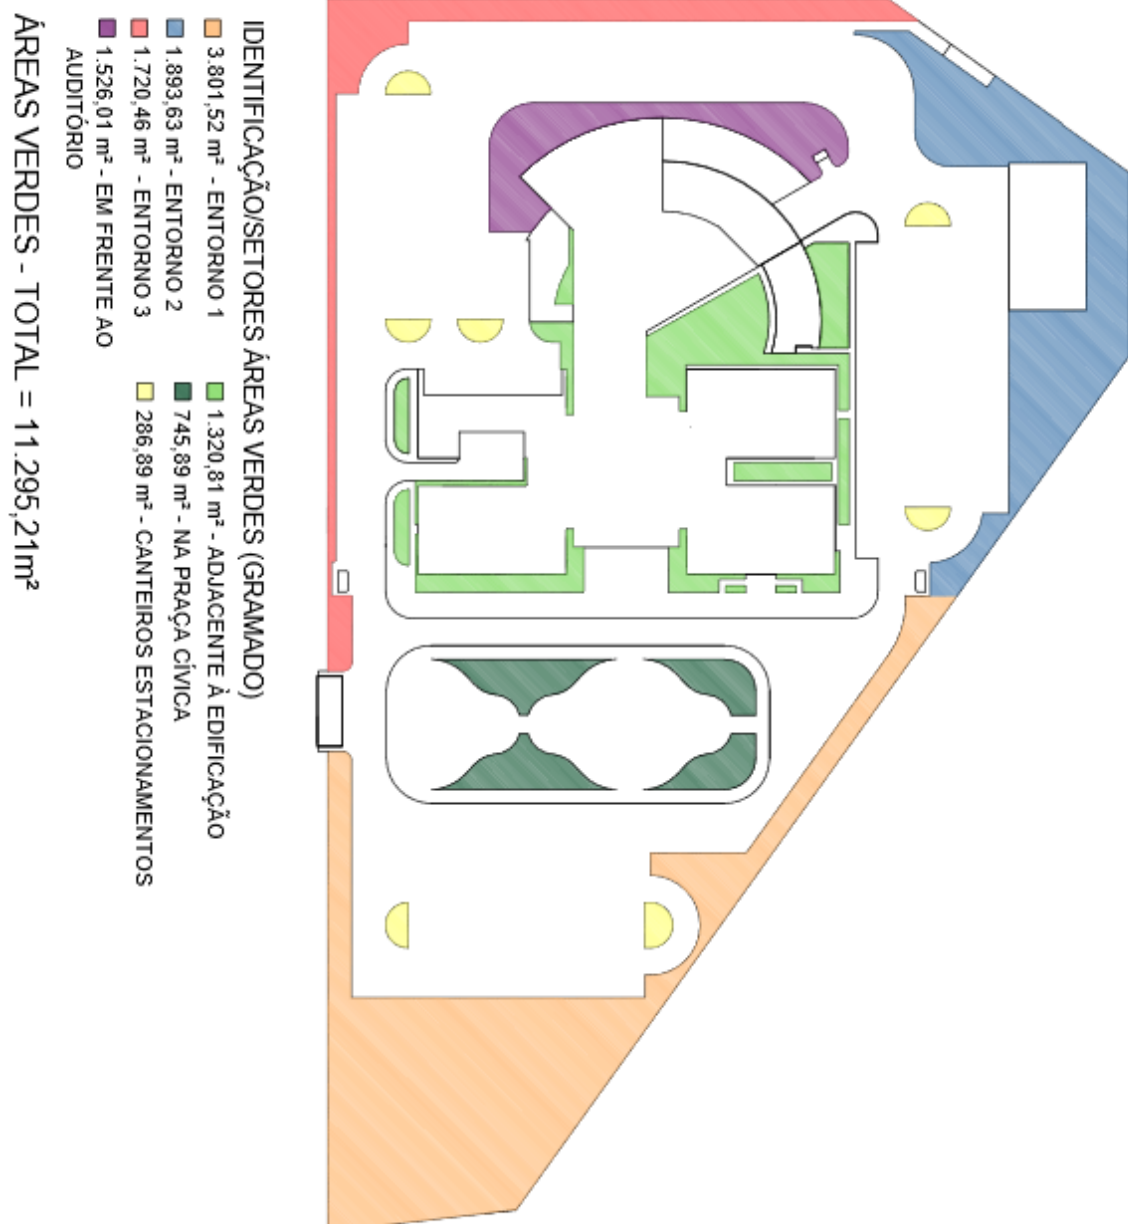 IDENTIFICAÇÃO/SETORES ÁREAS VERDES (GRAMADO)
3.801,52 m² - ENTORNO 1
1.893,63 m² - ENTORNO 2
1.720,46 m² - ENTORNO 3
1.526,01 m² - EM FRENTE AO
AUDITÓRIO
1.320,81 m² - ADJACENTE À EDIFICAÇÃO
745,89 m² - NA PRAÇA CÍVICA
286,89 m² - CANTEIROS ESTACIONAMENTOS
ÁREAS VERDES - TOTAL = 11.295,21m²